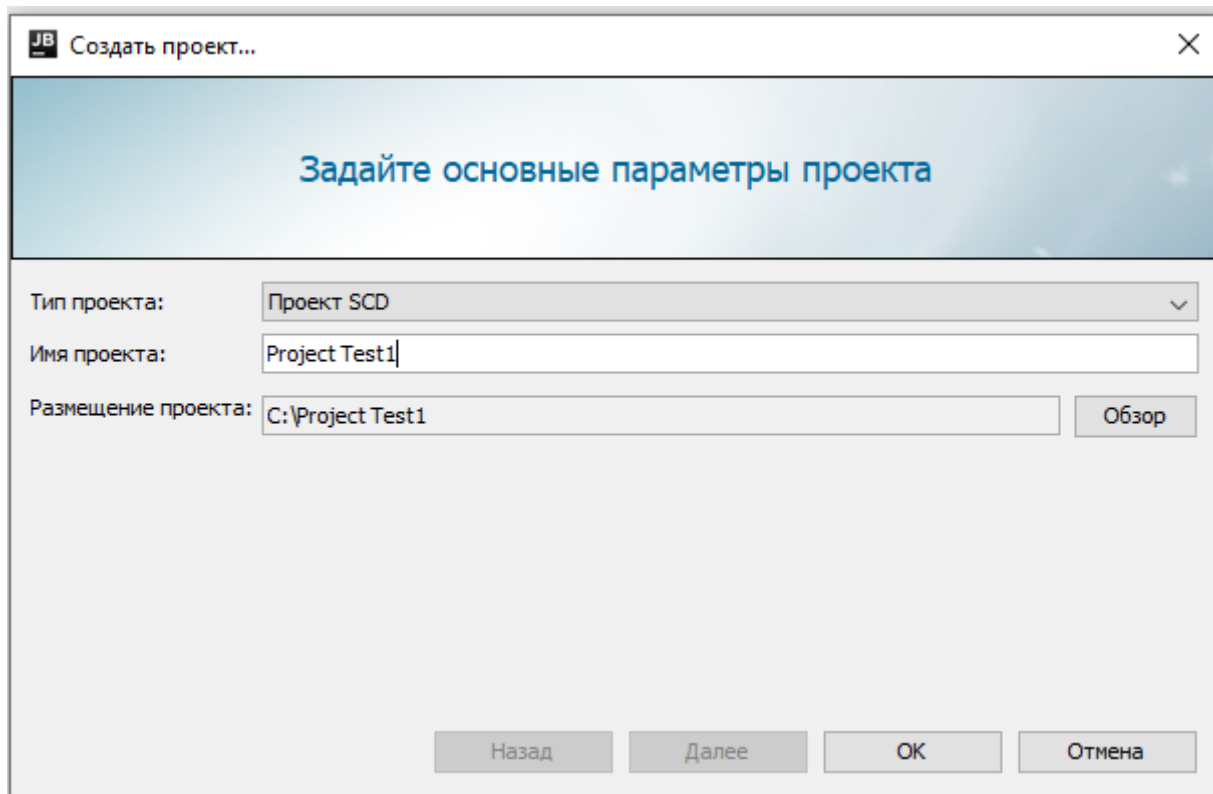 JB Создать проект...
Задайте основные параметры проекта
Тип проекта: Проект SCD
Имя проекта: Project Test1
Размещение проекта: C:\Project Test1 Обзор
Назад Далее OK Отмена